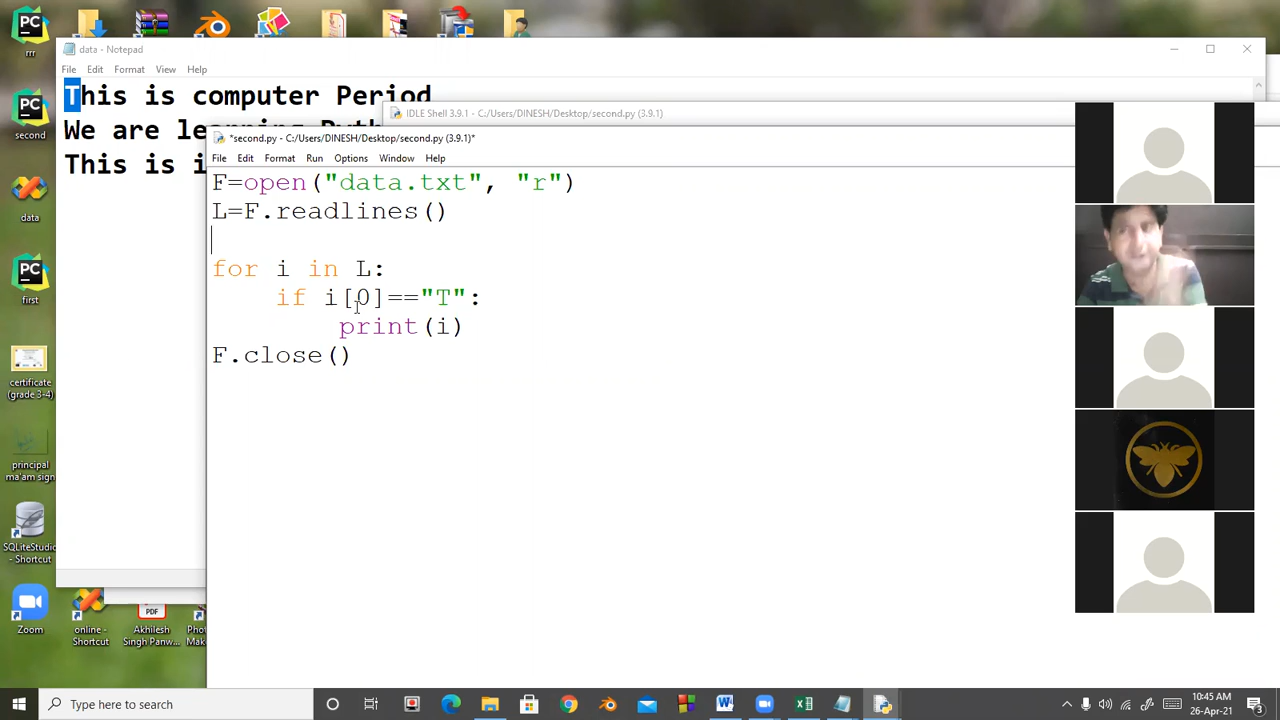 rrr
second
data
first
certificate
(grade 3-4)
principal
ma'am sign
SQLiteStudio
- Shortcut
Zoom
online -
Shortcut
PDF
Akhilesh
Singh Panw...
data - Notepad
File Edit Format View Help
This is computer Period
We are learning
This is
IDLE Shell 3.9.1 - C:/Users/DINESH/Desktop/second.py (3.9.1)
*second.py - C:/Users/DINESH/Desktop/second.py (3.9.1)*
File Edit Format Run Options Window Help
F=open("data.txt", "r")
L=F.readlines()
for i in L:
if i[0]=="T":
print(i)
F.close()
Type here to search
10:45 AM
26-Apr-21
3